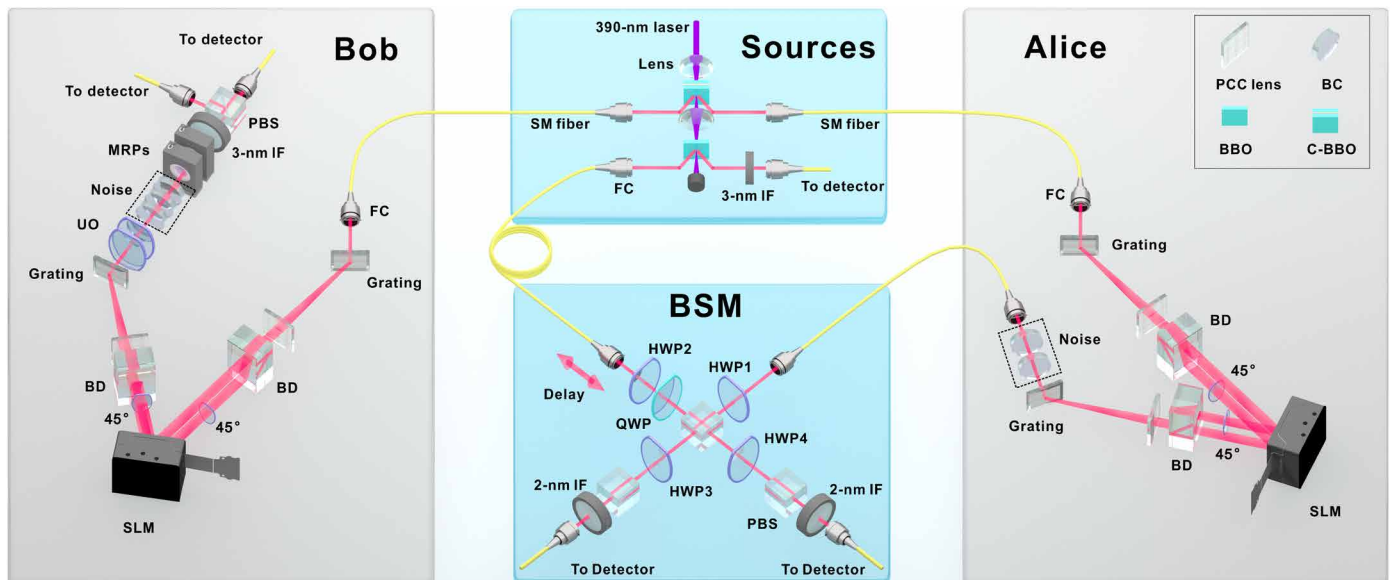 Bob
To detector
To detector
PBS
3-nm IF
MRPs
Noise
UO
Grating
FC
Grating
BD
BD
45°
45°
SLM
390-nm laser
Sources
Lens
SM fiber
SM fiber
FC
3-nm IF
To detector
BSM
HWP2
HWP1
Delay
QWP
HWP4
HWP3
2-nm IF
2-nm IF
PBS
To Detector
To Detector
Alice
PCC lens
BC
BBO
C-BBO
FC
Grating
BD
Noise
45°
Grating
45°
BD
SLM